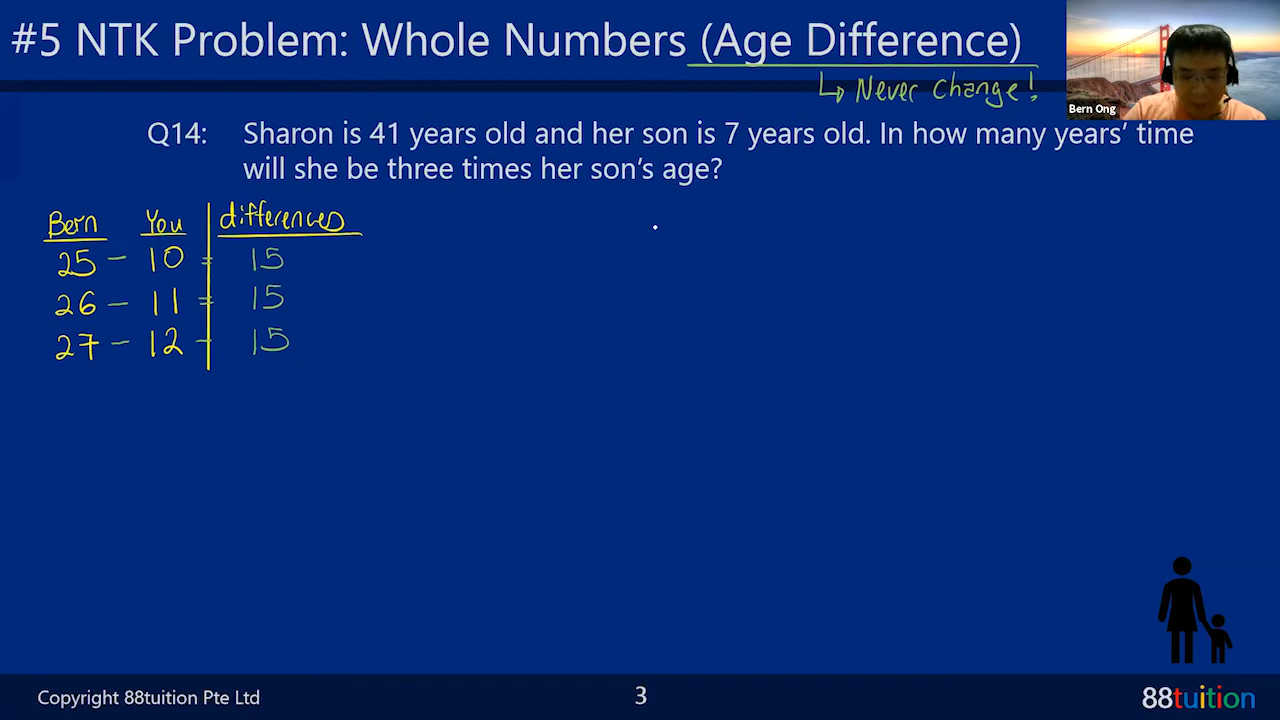 #5 NTK Problem: Whole Numbers (Age Difference)
↳ Never Change!
Bern Ong
Q14: Sharon is 41 years old and her son is 7 years old. In how many years' time
will she be three times her son's age?
Bern You differences
25 - 10 = 15
26 - 11 = 15
27 - 12 - 15
Copyright 88tuition Pte Ltd
3
88tuition